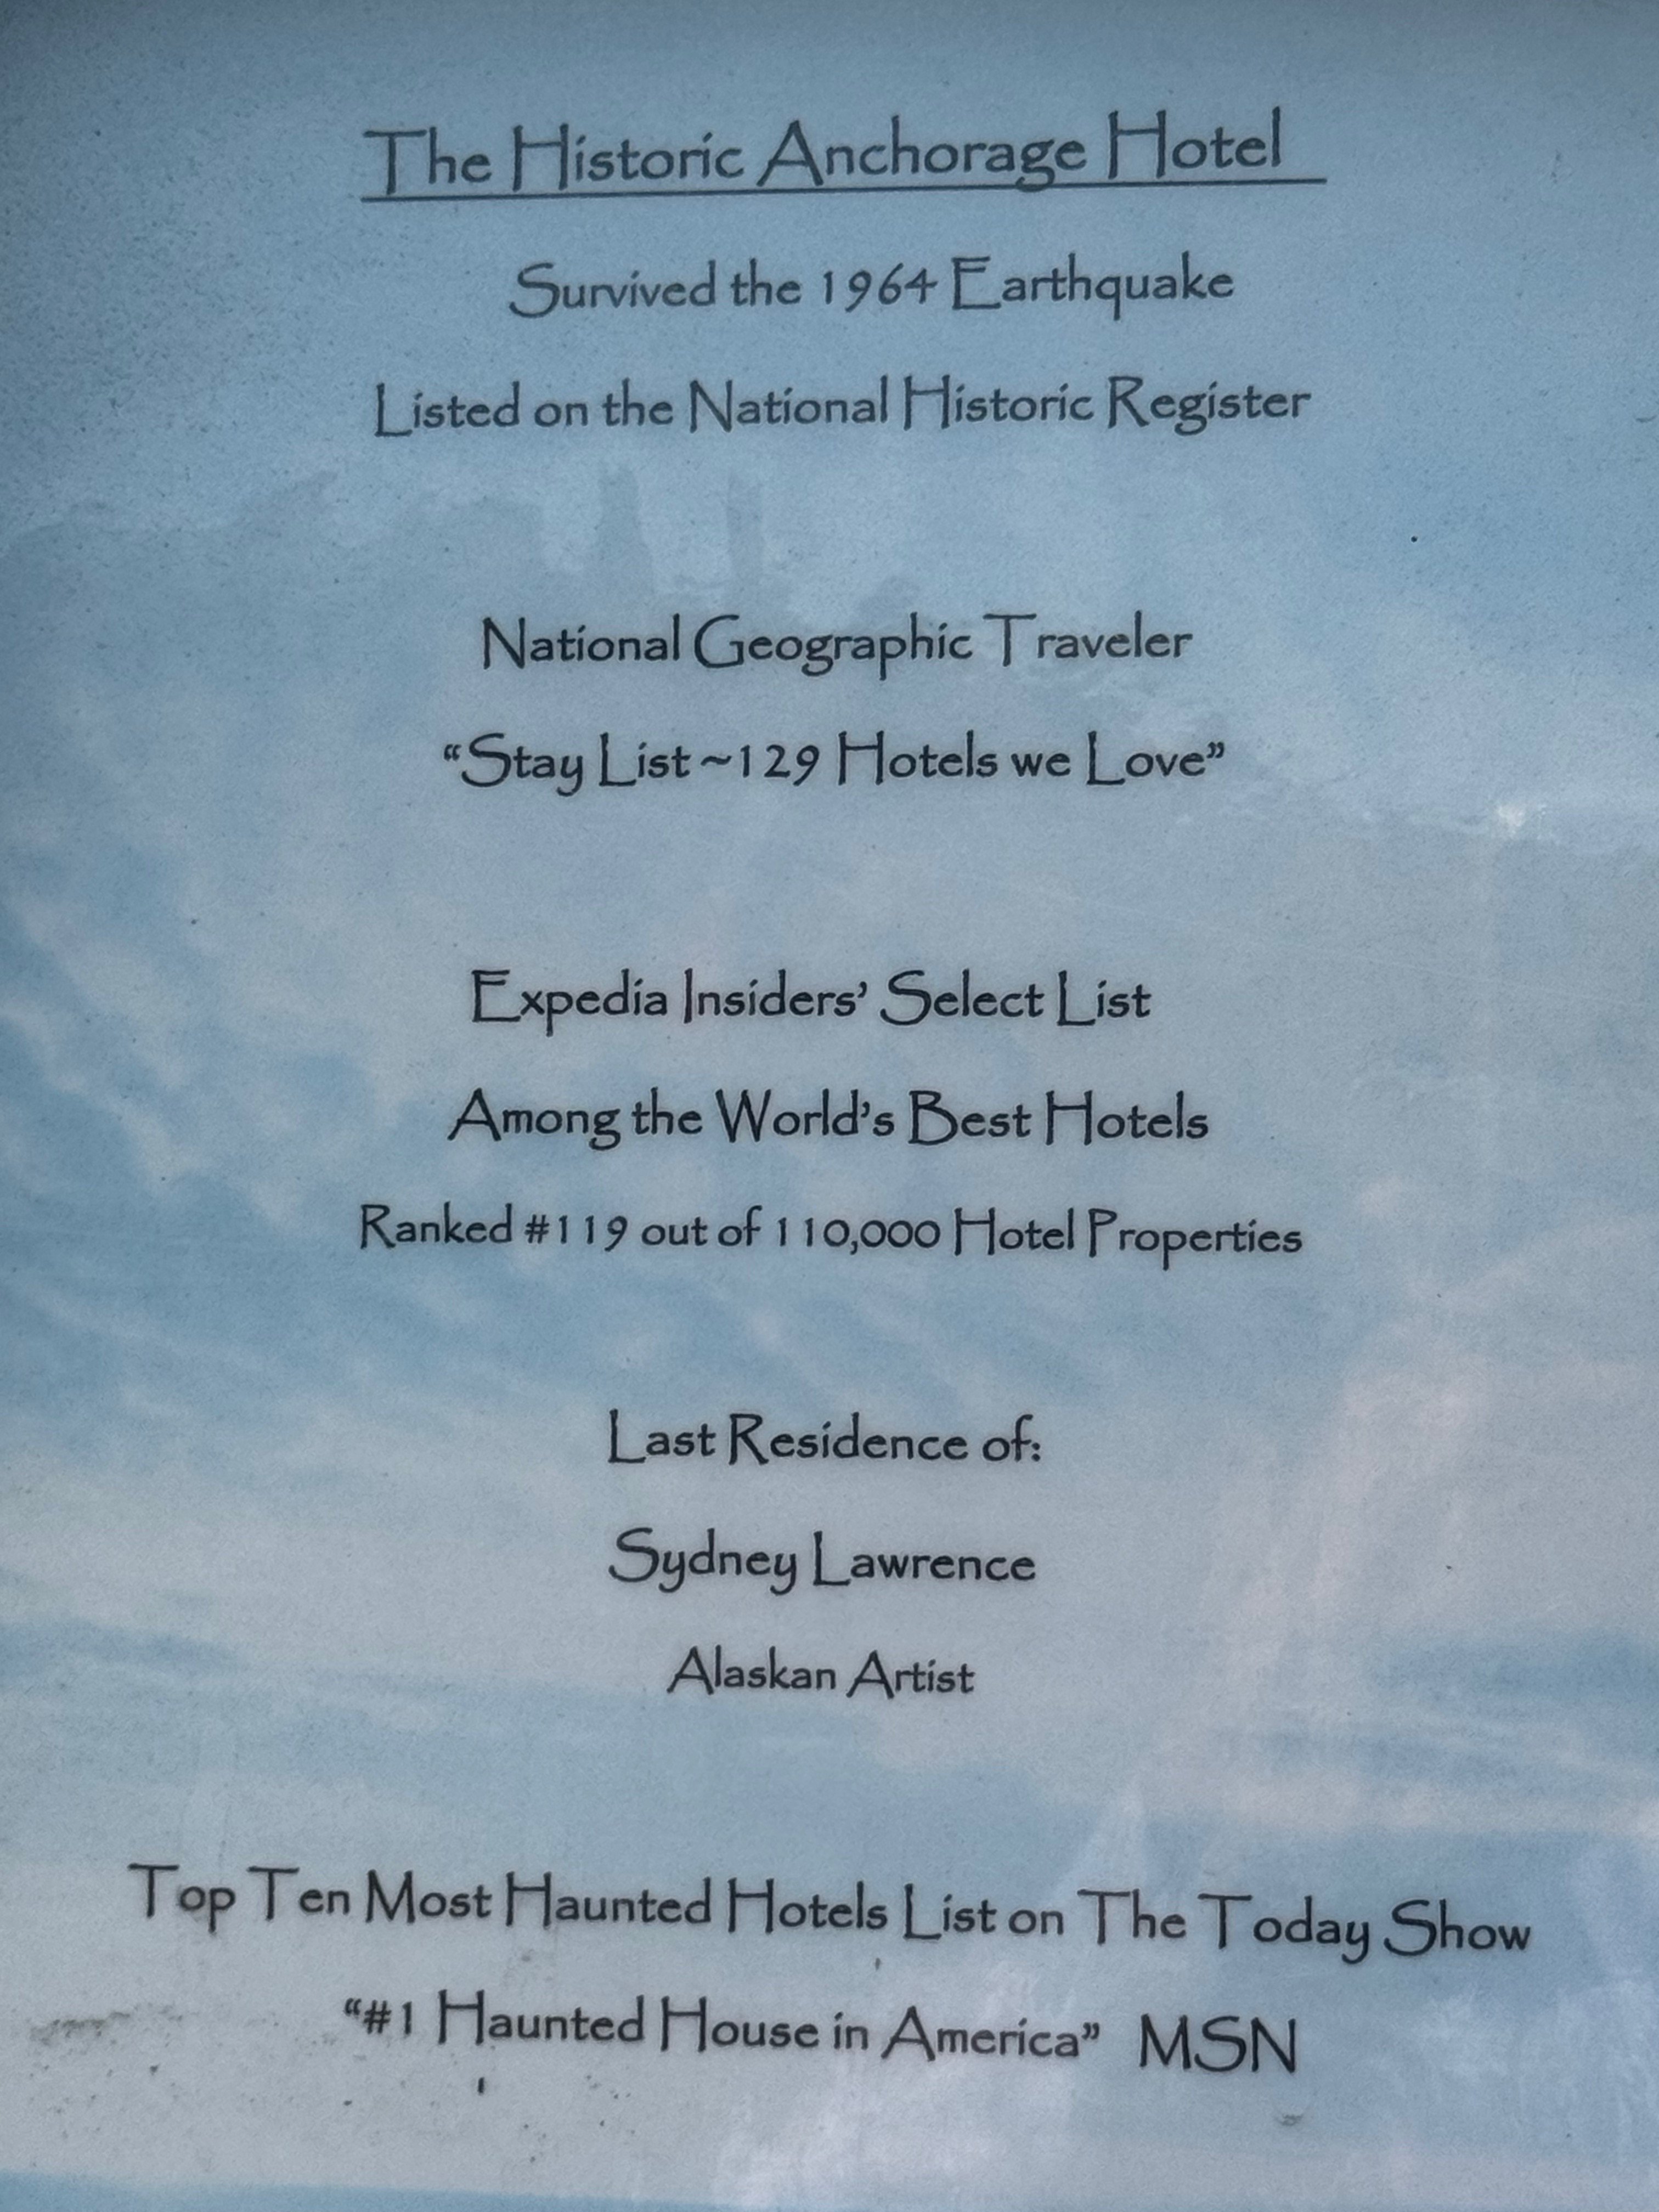 The Historic Anchorage Hotel
Survived the 1964 Earthquake
Listed on the National Historic Register
National Geographic Traveler
“Stay List ~129 Hotels we Love”
Expedia Insiders’ Select List
Among the World’s Best Hotels
Ranked #119 out of 110,000 Hotel Properties
Last Residence of:
Sydney Lawrence
Alaskan Artist
Top Ten Most Haunted Hotels List on The Today Show
“#1 Haunted House in America” MSN